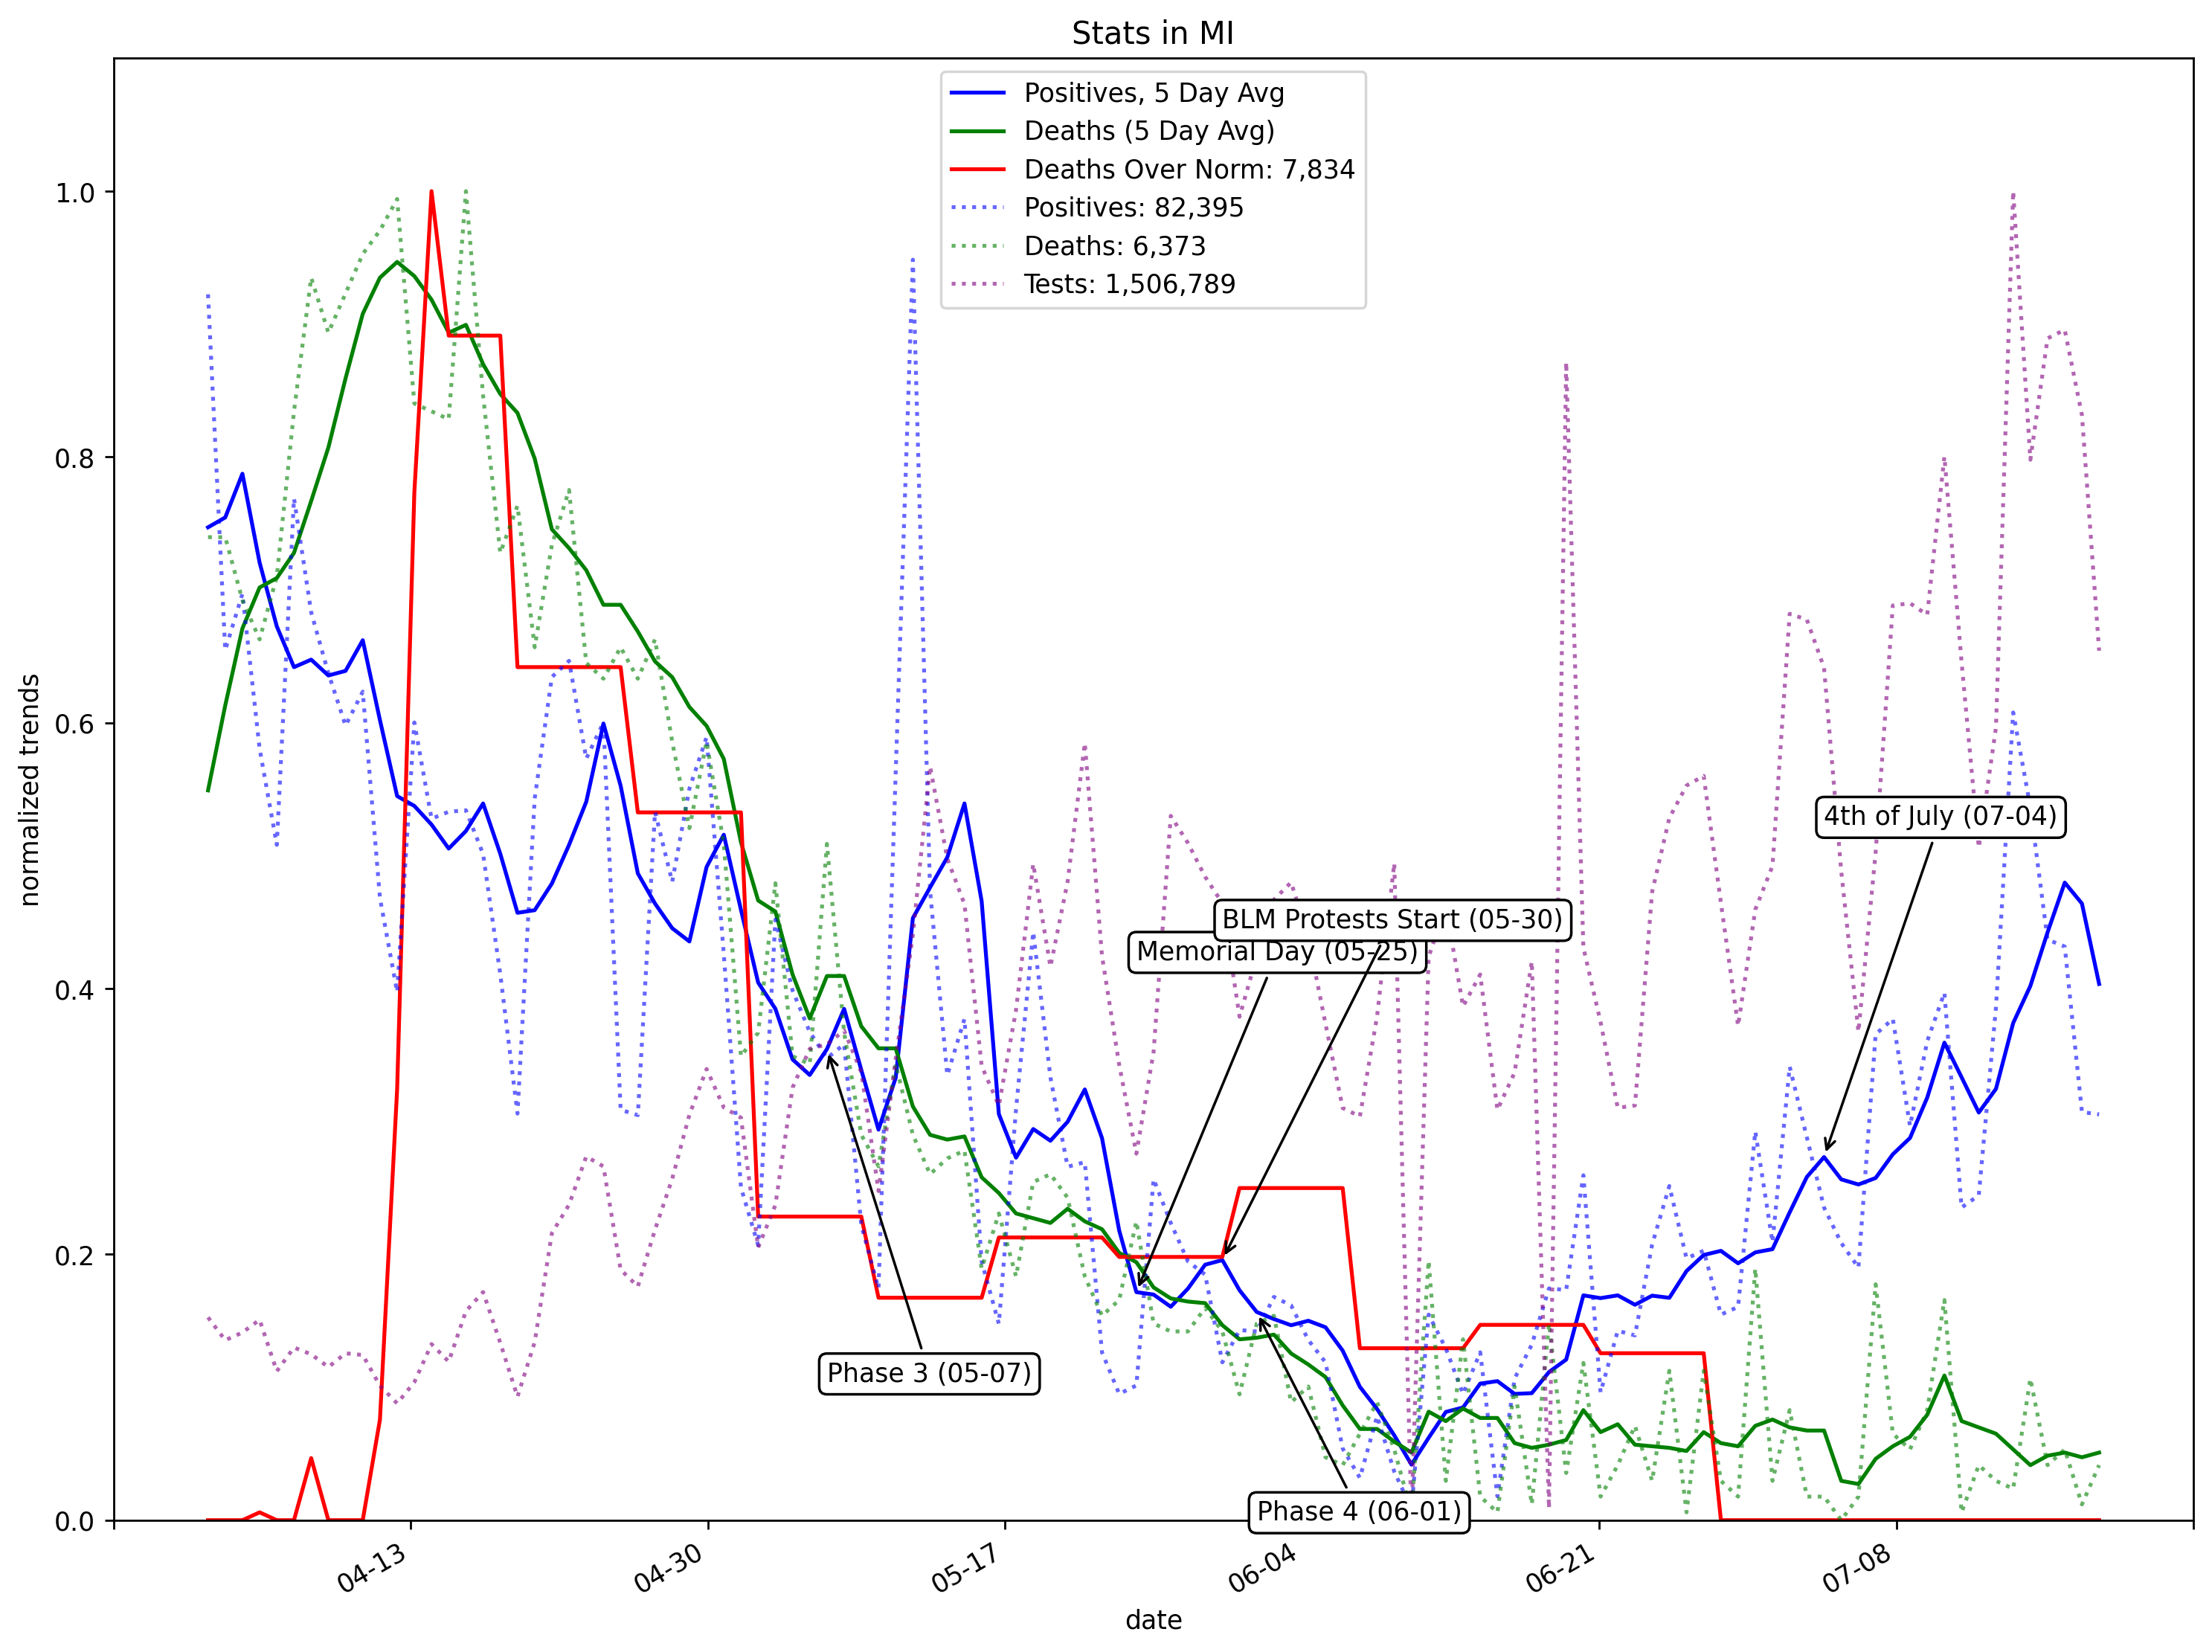 Stats in MI
Positives, 5 Day Avg
Deaths (5 Day Avg)
Deaths Over Norm: 7,834
Positives: 82,395
Deaths: 6,373
Tests: 1,506,789
1.0
0.8
0.6
0.4
0.2
0.0
normalized trends
4th of July (07-04)
BLM Protests Start (05-30)
Memorial Day (05-25)
Phase 3 (05-07)
Phase 4 (06-01)
04-13
04-30
05-17
06-04
06-21
07-08
date